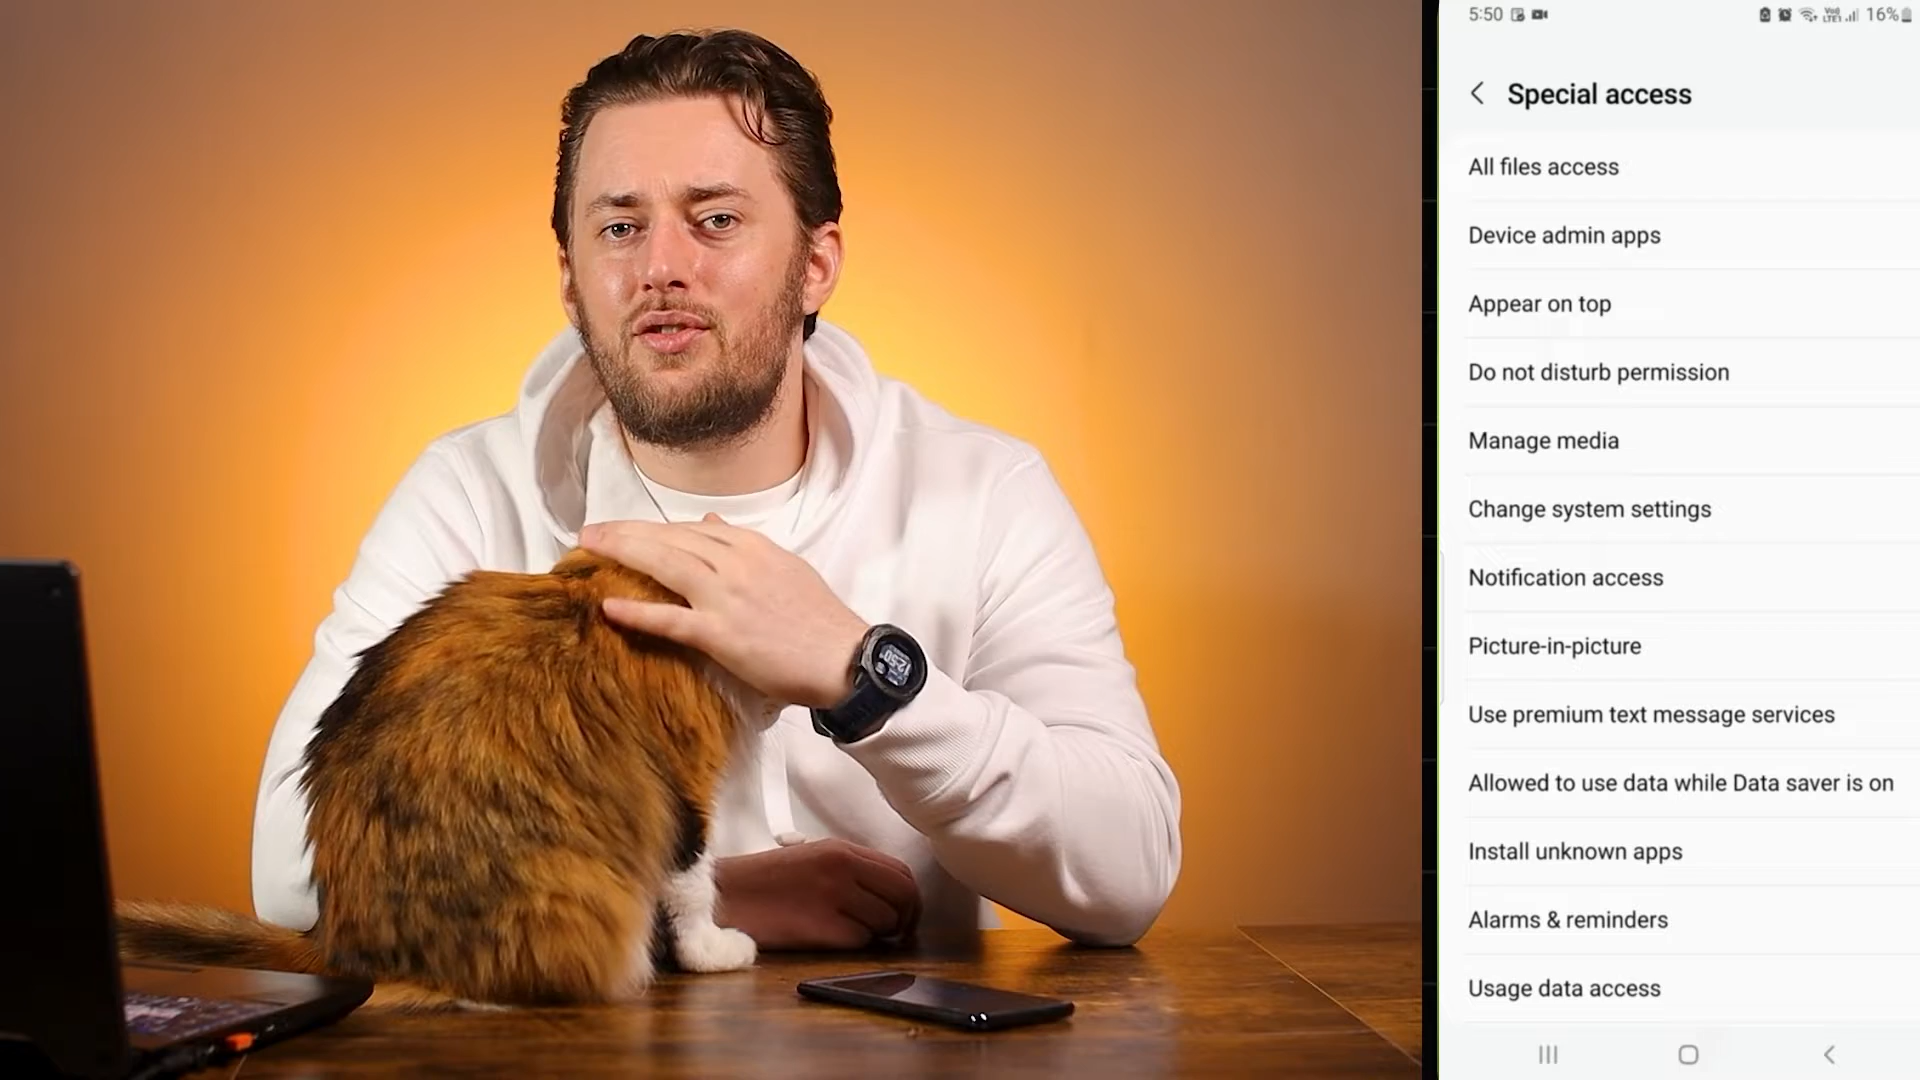 5:50
16%
Special access
All files access
Device admin apps
Appear on top
Do not disturb permission
Manage media
Change system settings
Notification access
Picture-in-picture
Use premium text message services
Allowed to use data while Data saver is on
Install unknown apps
Alarms & reminders
Usage data access
12:50